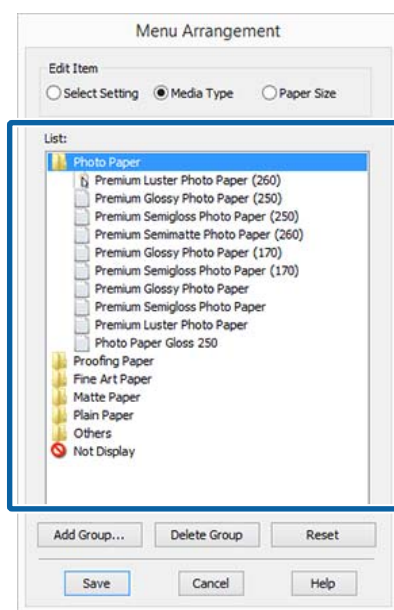 Menu Arrangement
Edit Item
Select Setting Media Type Paper Size
List:
Photo Paper
Premium Luster Photo Paper (260)
Premium Glossy Photo Paper (250)
Premium Semigloss Photo Paper (250)
Premium Semimatte Photo Paper (260)
Premium Glossy Photo Paper (170)
Premium Semigloss Photo Paper (170)
Premium Glossy Photo Paper
Premium Semigloss Photo Paper
Premium Luster Photo Paper
Photo Paper Gloss 250
Proofing Paper
Fine Art Paper
Matte Paper
Plain Paper
Others
Not Display
Add Group... Delete Group Reset
Save Cancel Help